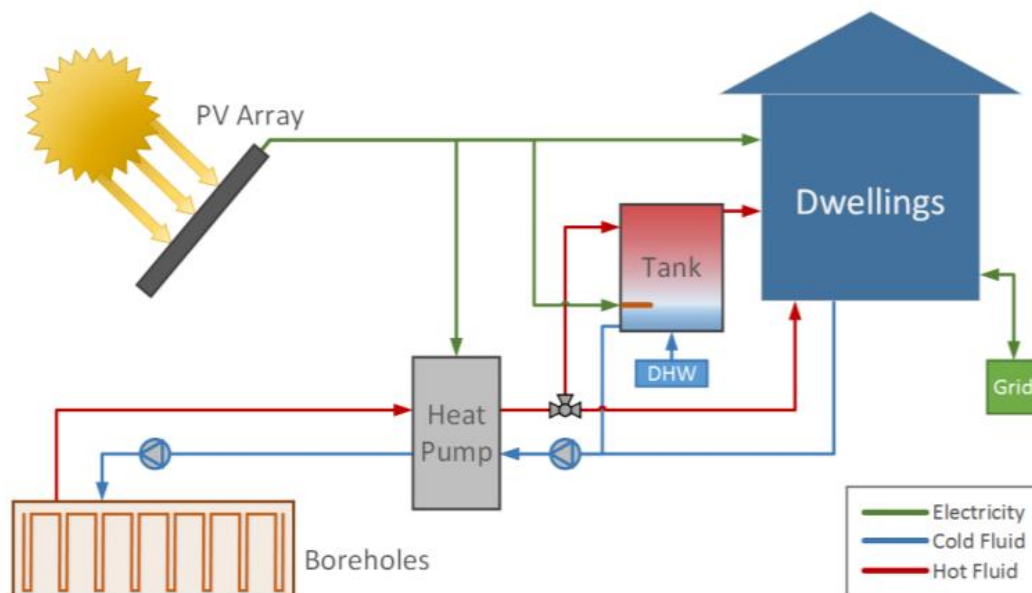 PV Array
Dwellings
Tank
DHW
Grid
Heat
Pump
Boreholes
Electricity
Cold Fluid
Hot Fluid